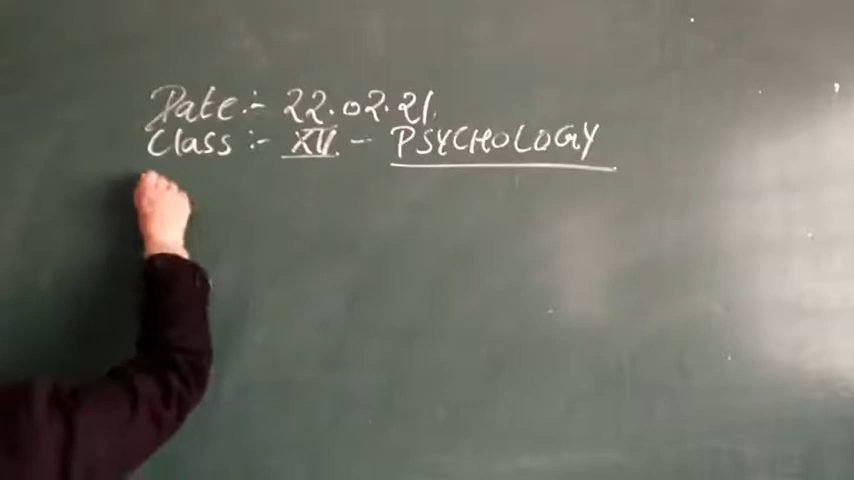 Date :- 22.02.21.
Class :- XII - PSYCHOLOGY